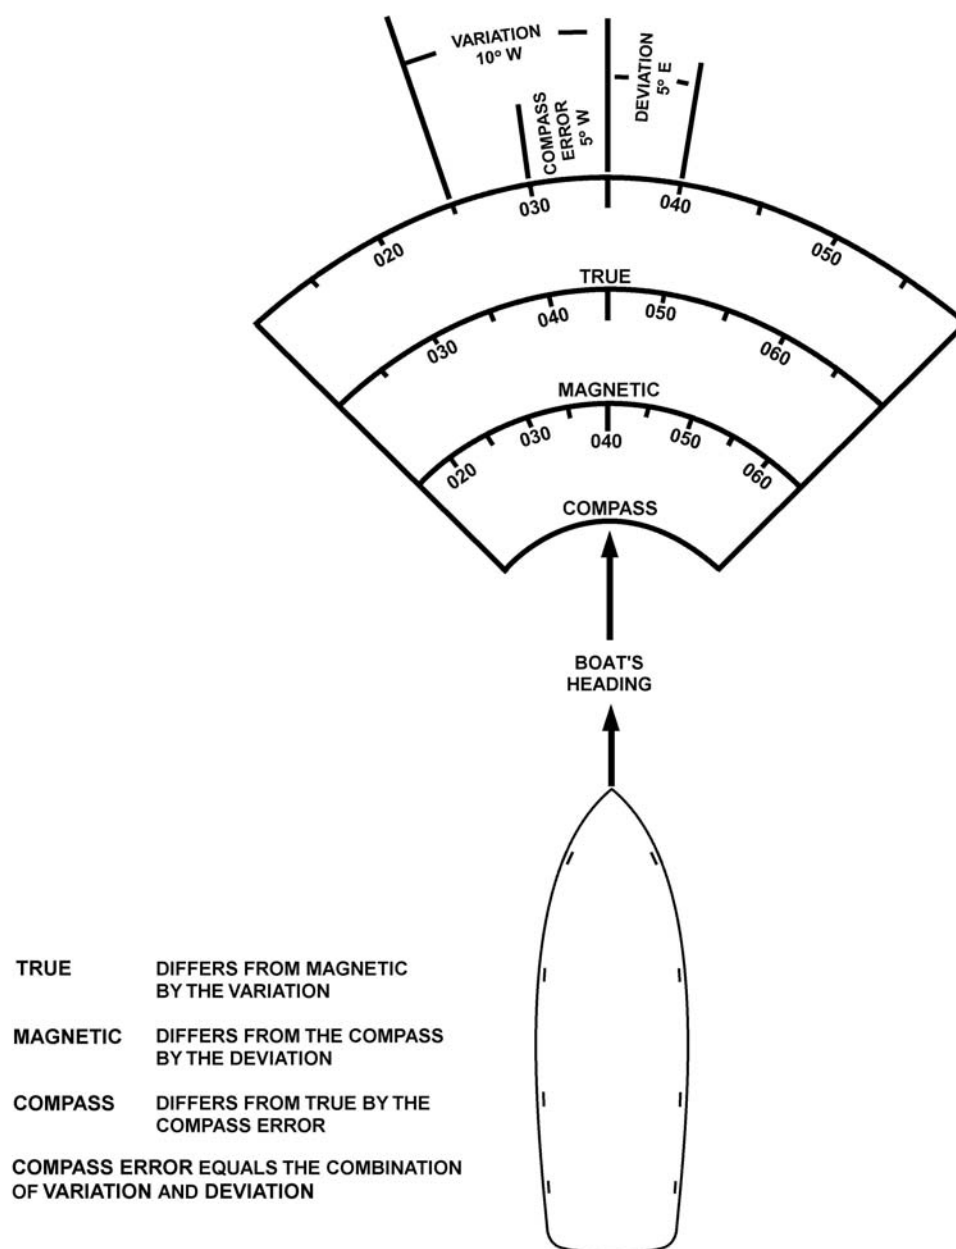 VARIATION
10° W
COMPASS
ERROR
5° W
DEVIATION
5° E
020
030
040
050
TRUE
030
040
050
060
MAGNETIC
020
030
040
050
060
COMPASS
BOAT'S
HEADING
TRUE DIFFERS FROM MAGNETIC
BY THE VARIATION
MAGNETIC DIFFERS FROM THE COMPASS
BY THE DEVIATION
COMPASS DIFFERS FROM TRUE BY THE
COMPASS ERROR
COMPASS ERROR EQUALS THE COMBINATION
OF VARIATION AND DEVIATION